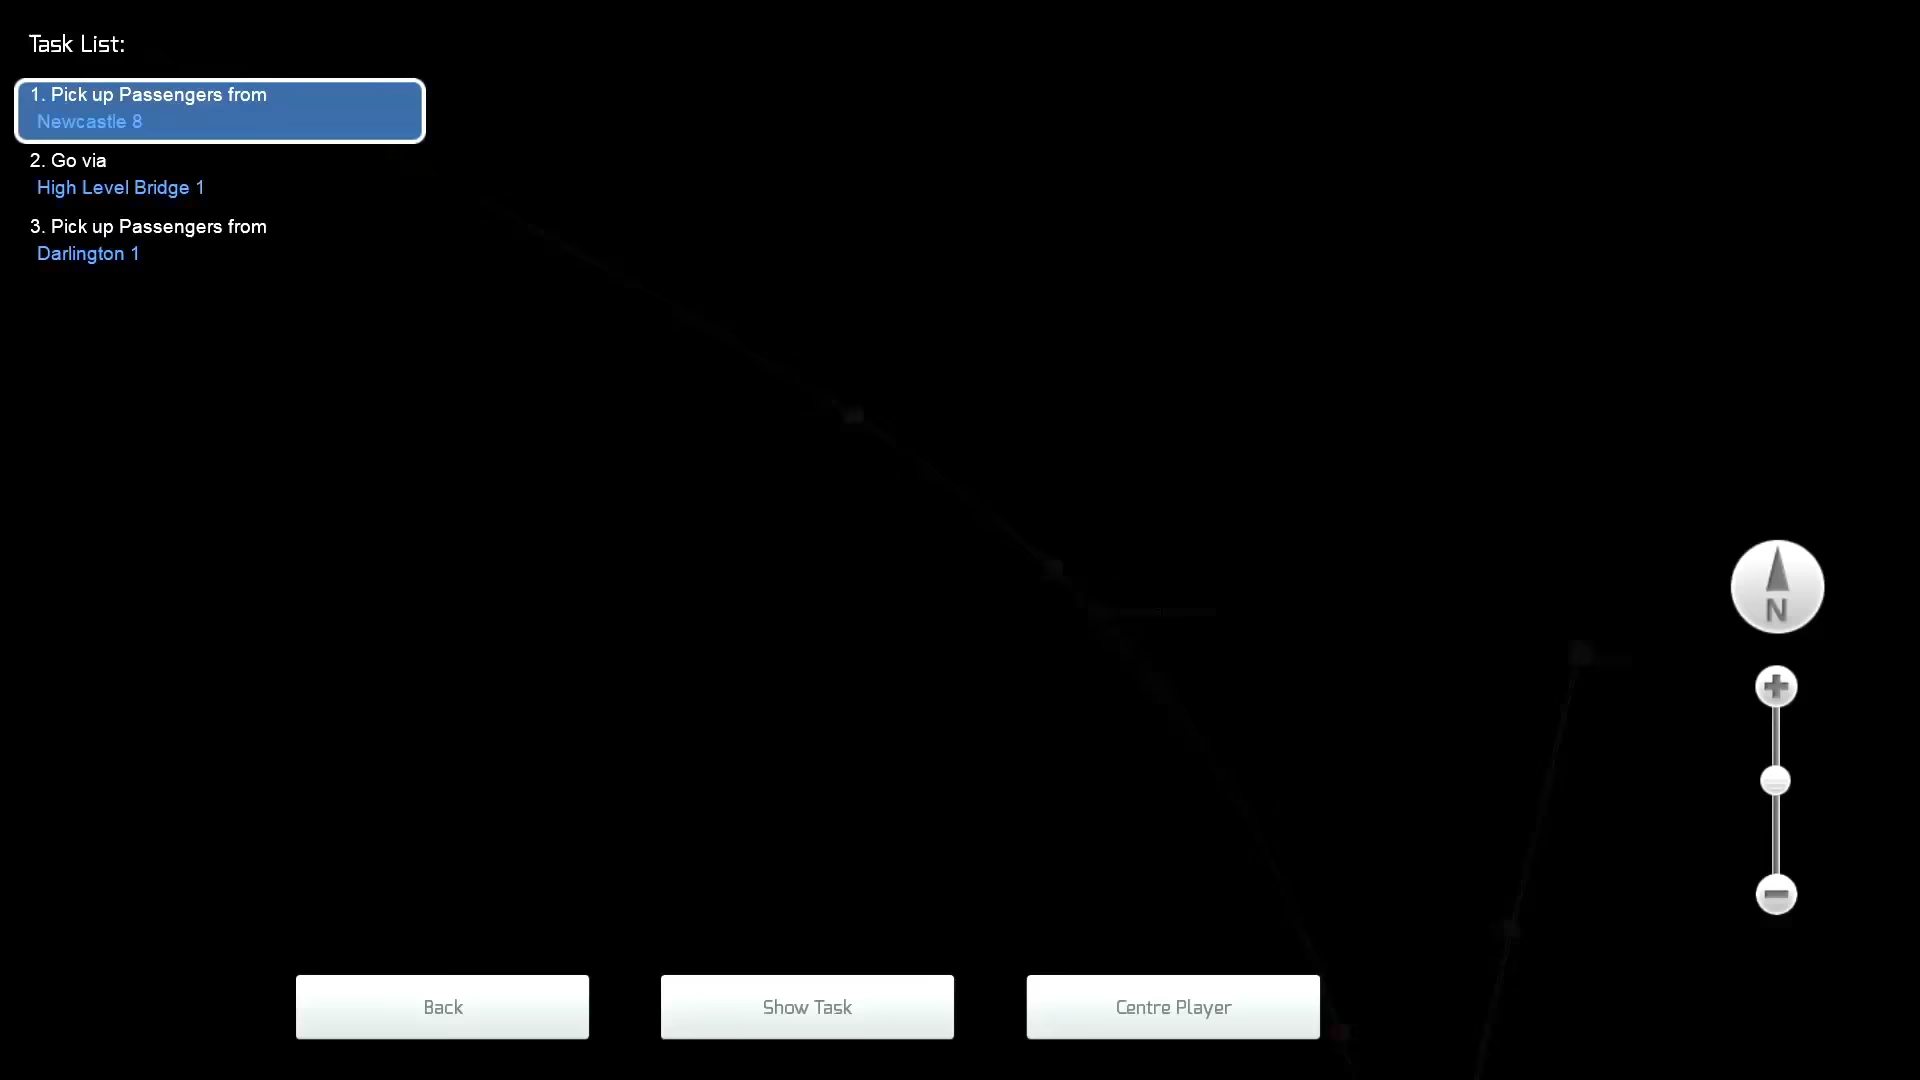 Task List:
1. Pick up Passengers from
Newcastle 8
2. Go via
High Level Bridge 1
3. Pick up Passengers from
Darlington 1
N
Back
Show Task
Centre Player